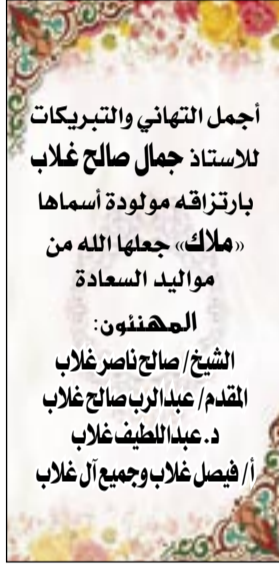 أجمل التهاني والتبريكات
للاستاذ جمال صالح غلاب
بارتزاقه مولودة أسماها
«ملاك» جعلها الله من
مواليد السعادة
المهنئون:
الشيخ/ صالح ناصر غلاب
المقدم/ عبدالرب صالح غلاب
د. عبداللطيف غلاب
أ/ فيصل غلاب وجميع آل غلاب